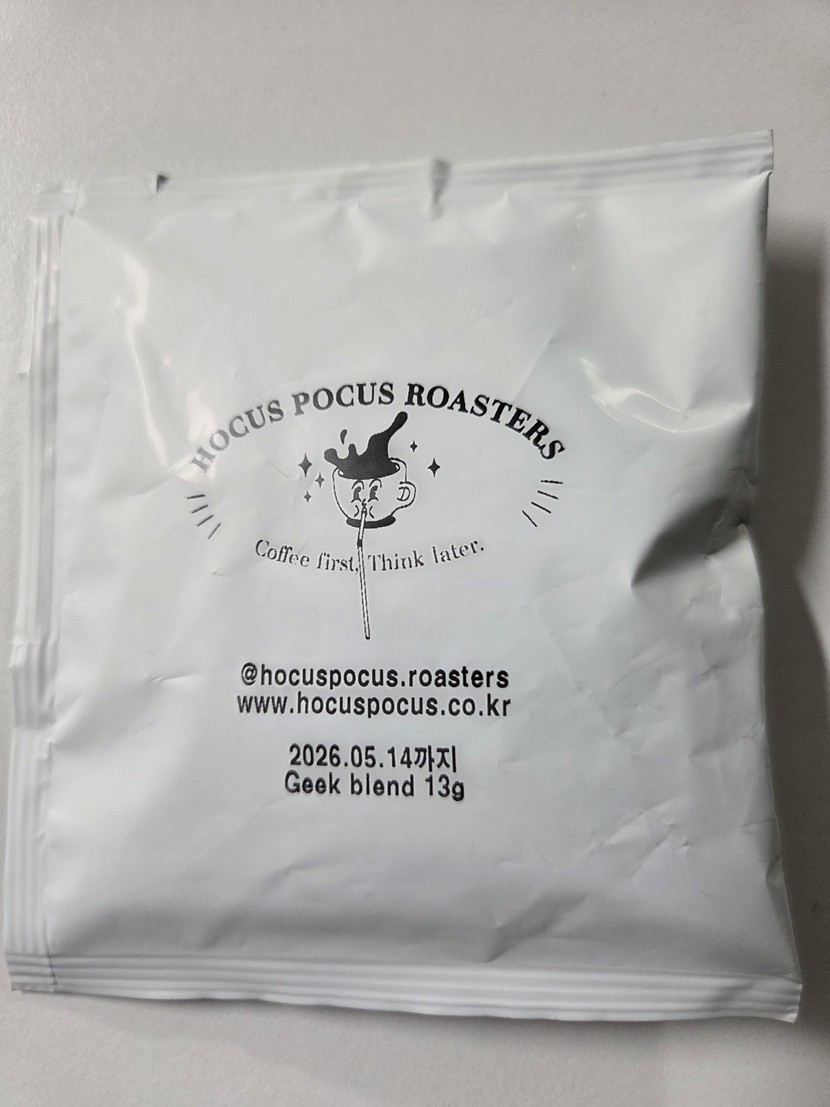 HOCUS POCUS ROASTERS
Coffee first, Think later.
@hocuspocus.roasters
www.hocuspocus.co.kr
2026.05.14까지
Geek blend 13g